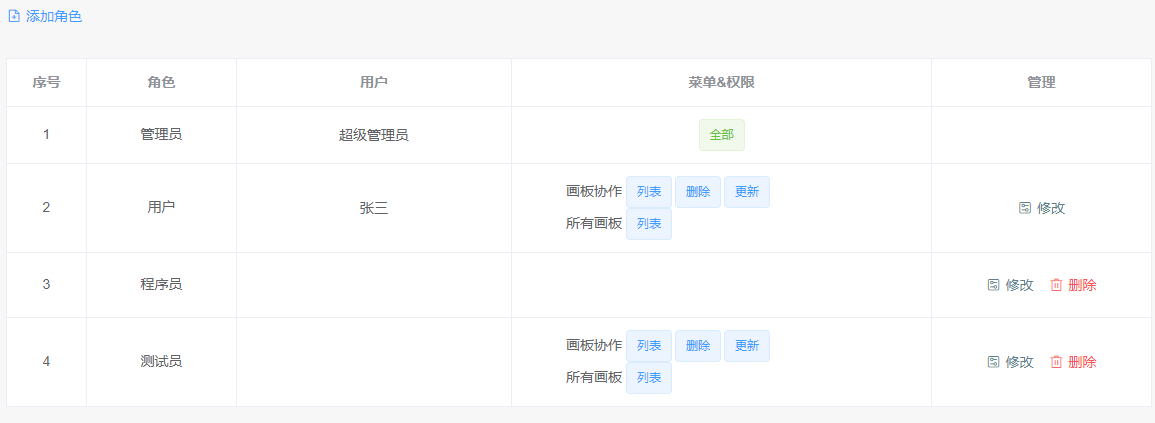 添加角色
序号 角色 用户 菜单&权限 管理
1 管理员 超级管理员 全部
2 用户 张三 画板协作 列表 删除 更新 修改
所有画板 列表
3 程序员 修改 删除
4 测试员 画板协作 列表 删除 更新 修改 删除
所有画板 列表